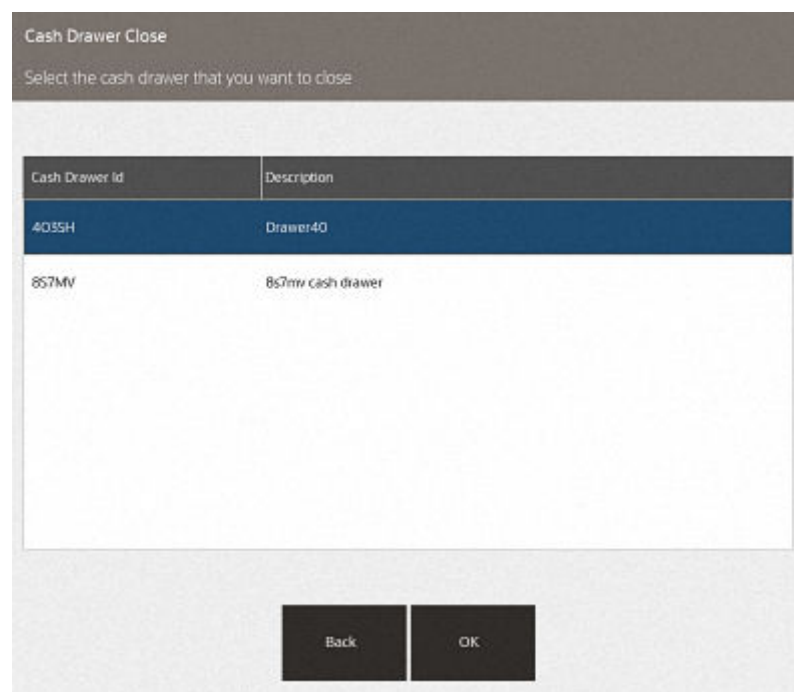 Cash Drawer Close
Select the cash drawer that you want to close
Cash Drawer Id Description
403SH Drawer40
8S7MV 8s7mv cash drawer
Back OK